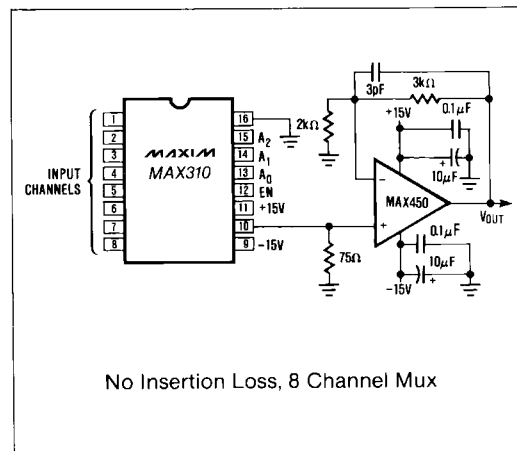 INPUT
CHANNELS
1
2
3
4
5
6
7
8
MAXIM
MAX310
16
15 A2
14 A1
13 A0
12 EN
11 +15V
10
9 -15V
75Ω
2kΩ
3pF
3kΩ
+15V
0.1µF
10µF
+
-
MAX450
+
VOUT
0.1µF
10µF
+
-15V
No Insertion Loss, 8 Channel Mux